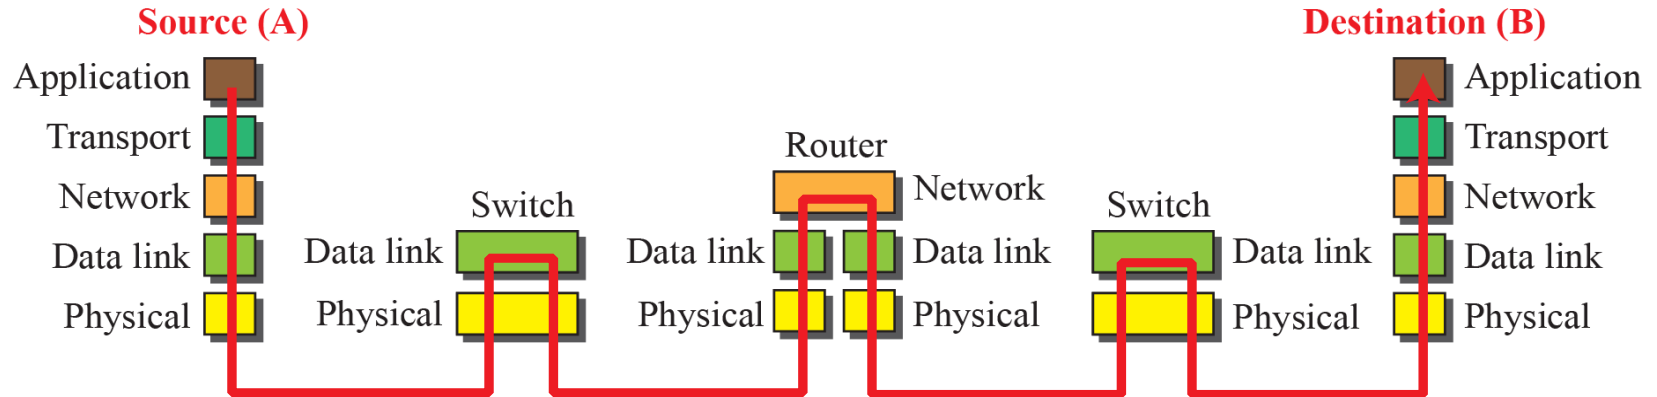 Source (A)
Destination (B)
Application
Transport
Network
Data link
Physical
Switch
Data link
Physical
Router
Network
Data link
Data link
Physical
Physical
Switch
Data link
Physical
Application
Transport
Network
Data link
Physical